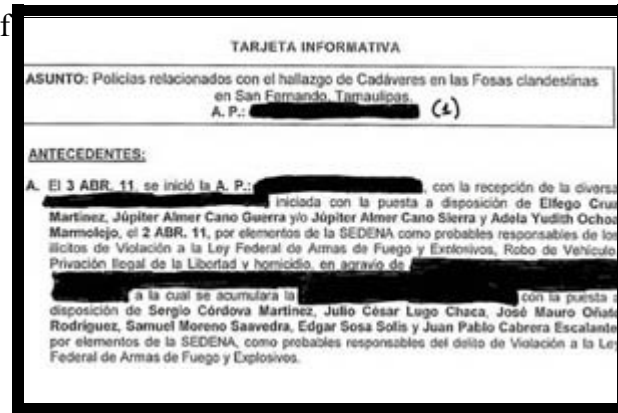 f
TARJETA INFORMATIVA
ASUNTO: Policías relacionados con el hallazgo de Cadáveres en las Fosas clandestinas
en San Fernando, Tamaulipas.
A. P.: (1)
ANTECEDENTES:
A. El 3 ABR. 11, se inició la A. P.: , con la recepción de la diversa
iniciada con la puesta a disposición de Elfego Cruz
Martínez, Júpiter Almer Cano Guerra y/o Júpiter Almer Cano Sierra y Adela Yudith Ochoa
Marmolejo, el 2 ABR. 11, por elementos de la SEDENA como probables responsables de los
ilícitos de Violación a la Ley Federal de Armas de Fuego y Explosivos, Robo de Vehículo,
Privación Ilegal de la Libertad y homicidio, en agravio de
a la cual se acumulara la con la puesta a
disposición de Sergio Córdova Martínez, Julio César Lugo Chaca, José Mauro Oñate
Rodríguez, Samuel Moreno Saavedra, Edgar Sosa Solis y Juan Pablo Cabrera Escalante
por elementos de la SEDENA, como probables responsables del delito de Violación a la Ley
Federal de Armas de Fuego y Explosivos.